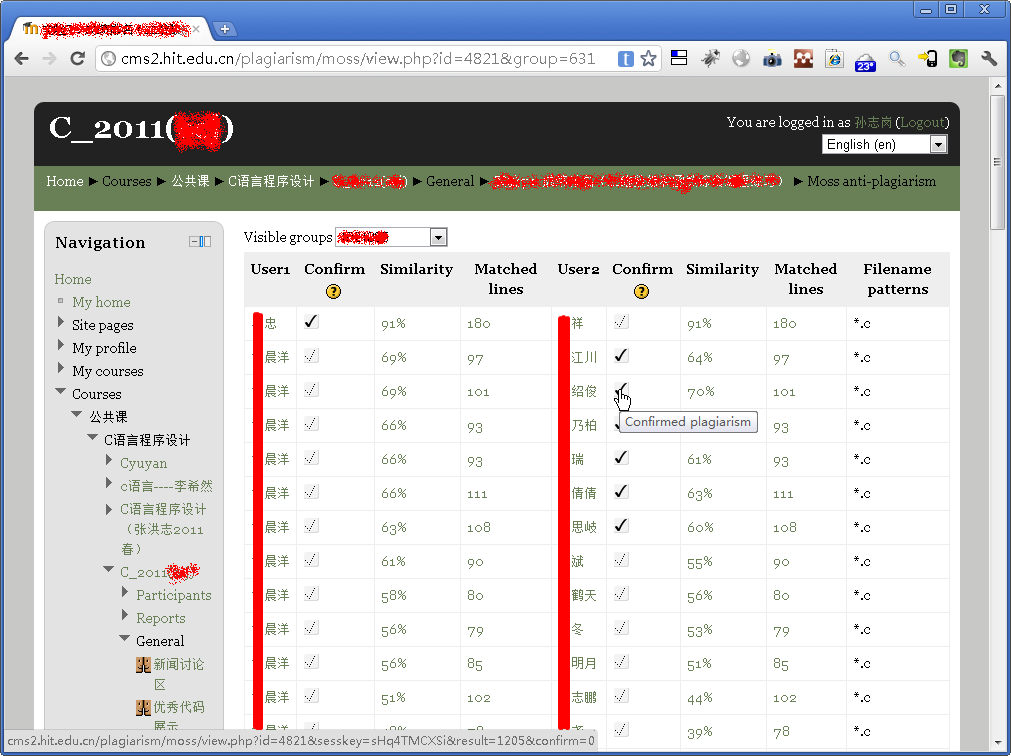 cms2.hit.edu.cn/plagiarism/moss/view.php?id=4821&group=631
23°
C_2011(
)
You are logged in as 孙志岗 (Logout)
English (en)
Home ► Courses ► 公共课 ► C语言程序设计 ►
► General ►
► Moss anti-plagiarism
Navigation
Home
My home
Site pages
My profile
My courses
Courses
公共课
C语言程序设计
Cyuyan
c语言----李希然
C语言程序设计
（张洪志2011
春）
C_2011
Participants
Reports
General
新闻讨论
区
优秀代码
展示
Visible groups
User1 Confirm Similarity Matched lines User2 Confirm Similarity Matched lines Filename patterns
忠 91% 180 祥 91% 180 *.c
晨洋 69% 97 江川 64% 97 *.c
晨洋 69% 101 绍俊 70% 101 *.c
晨洋 66% 93 乃柏 93 *.c
Confirmed plagiarism
晨洋 66% 93 瑞 61% 93 *.c
晨洋 66% 111 倩倩 63% 111 *.c
晨洋 63% 108 思岐 60% 108 *.c
晨洋 61% 90 斌 55% 90 *.c
晨洋 58% 80 鹤天 56% 80 *.c
晨洋 56% 79 冬 53% 79 *.c
晨洋 56% 85 明月 51% 85 *.c
晨洋 51% 102 志鹏 44% 102 *.c
39% 78 *.c
cms2.hit.edu.cn/plagiarism/moss/view.php?id=4821&sesskey=sHq4TMCXSi&result=1205&confirm=0